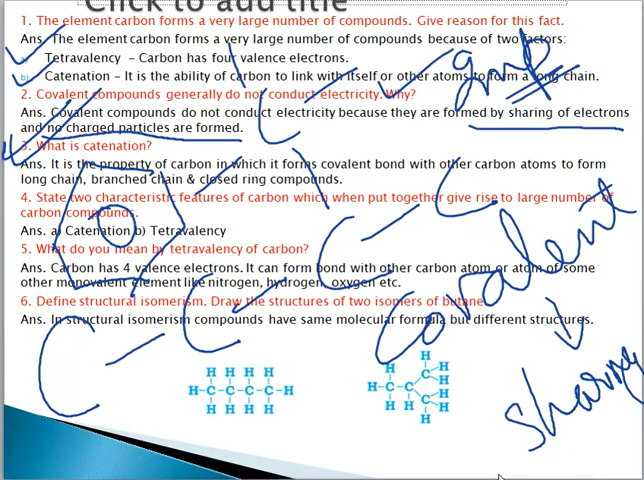 Click to add title
1. The element carbon forms a very large number of compounds. Give reason for this fact.
Ans. The element carbon forms a very large number of compounds because of two factors:
a) Tetravalency – Carbon has four valence electrons.
b) Catenation – It is the ability of carbon to link with itself or other atoms to form a long chain.
2. Covalent compounds generally do not conduct electricity. Why?
Ans. Covalent compounds do not conduct electricity because they are formed by sharing of electrons
and no charged particles are formed.
3. What is catenation?
Ans. It is the property of carbon in which it forms covalent bond with other carbon atoms to form
long chain, branched chain & closed ring compounds.
4. State two characteristic features of carbon which when put together give rise to large number of
carbon compounds.
Ans. a) Catenation b) Tetravalency
5. What do you mean by tetravalency of carbon?
Ans. Carbon has 4 valence electrons. It can form bond with other carbon atom or atom of some
other monovalent element like nitrogen, hydrogen, oxygen etc.
6. Define structural isomerism. Draw the structures of two isomers of butane.
Ans. In structural isomerism compounds have same molecular formula but different structures.
H H H H
H-C-C-C-C-H
H H H H
H
H C-H
H-C-C H
H H C-H
H
imp
C-C-C-C
C
Covalent
Sharing